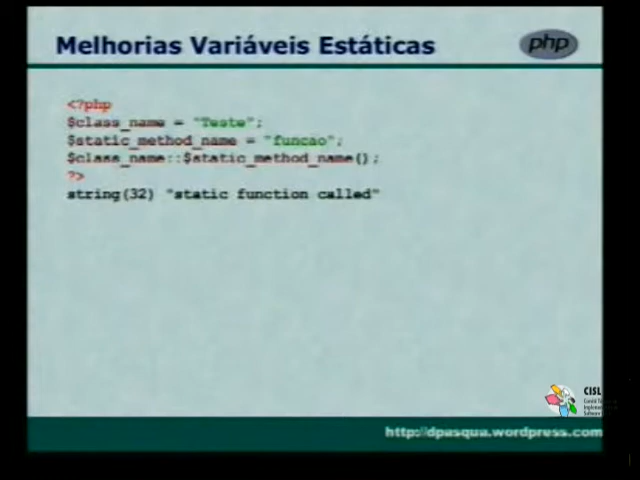 Melhorias Variáveis Estáticas
php
<?php
$class_name = "Teste";
$static_method_name = "funcao";
$class_name::$static_method_name();
?>
string(32) "static function called"
CISL
http://dpasqua.wordpress.com